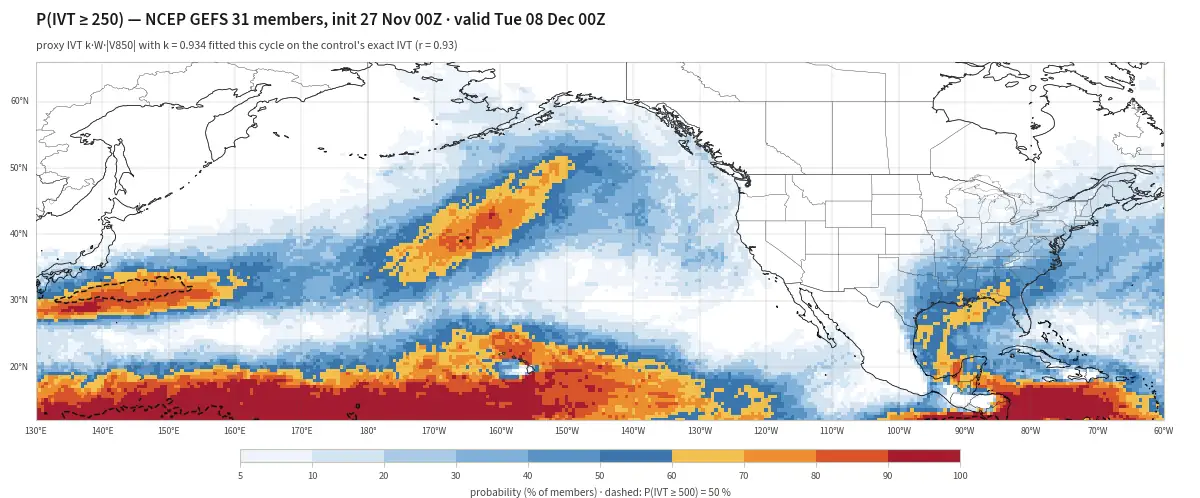 P(IVT ≥ 250) — NCEP GEFS 31 members, init 27 Nov 00Z · valid Tue 08 Dec 00Z
proxy IVT k·W·|V850| with k = 0.934 fitted this cycle on the control's exact IVT (r = 0.93)
60°N
50°N
40°N
30°N
20°N
130°E 140°E 150°E 160°E 170°E 180° 170°W 160°W 150°W 140°W 130°W 120°W 110°W 100°W 90°W 80°W 70°W 60°W
5 10 20 30 40 50 60 70 80 90 100
probability (% of members) · dashed: P(IVT ≥ 500) = 50 %